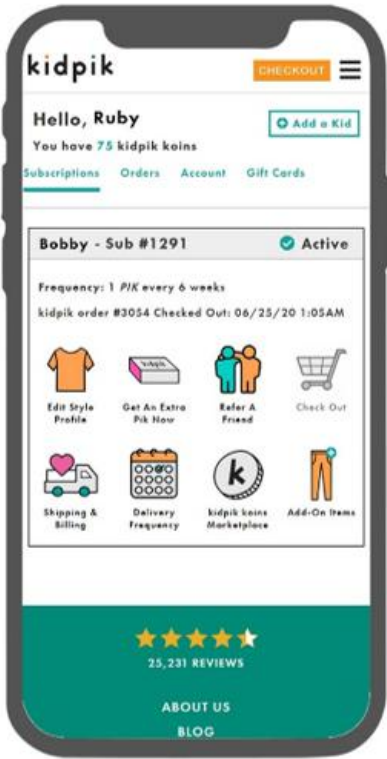 kidpik
CHECKOUT
Hello, Ruby
Add a Kid
You have 75 kidpik koins
Subscriptions Orders Account Gift Cards
Bobby - Sub #1291 Active
Frequency: 1 PIK every 6 weeks
kidpik order #3054 Checked Out: 06/25/20 1:05AM
kidpik
k
Edit Style Profile
Get An Extra Pik Now
Refer A Friend
Check Out
Shipping & Billing
Delivery Frequency
kidpik koins Marketplace
Add-On Items
25,231 REVIEWS
ABOUT US
BLOG